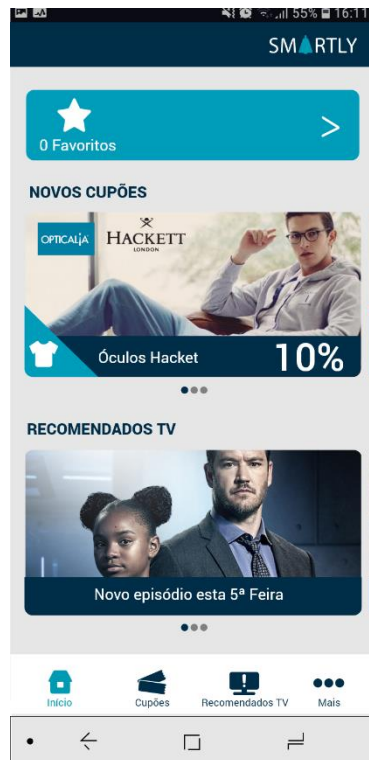 55% 16:11
SMARTLY
0 Favoritos
>
NOVOS CUPÕES
OPTICALiA
HACKETT
LONDON
Óculos Hacket
10%
RECOMENDADOS TV
Novo episódio esta 5ª Feira
Início
Cupões
Recomendados TV
Mais